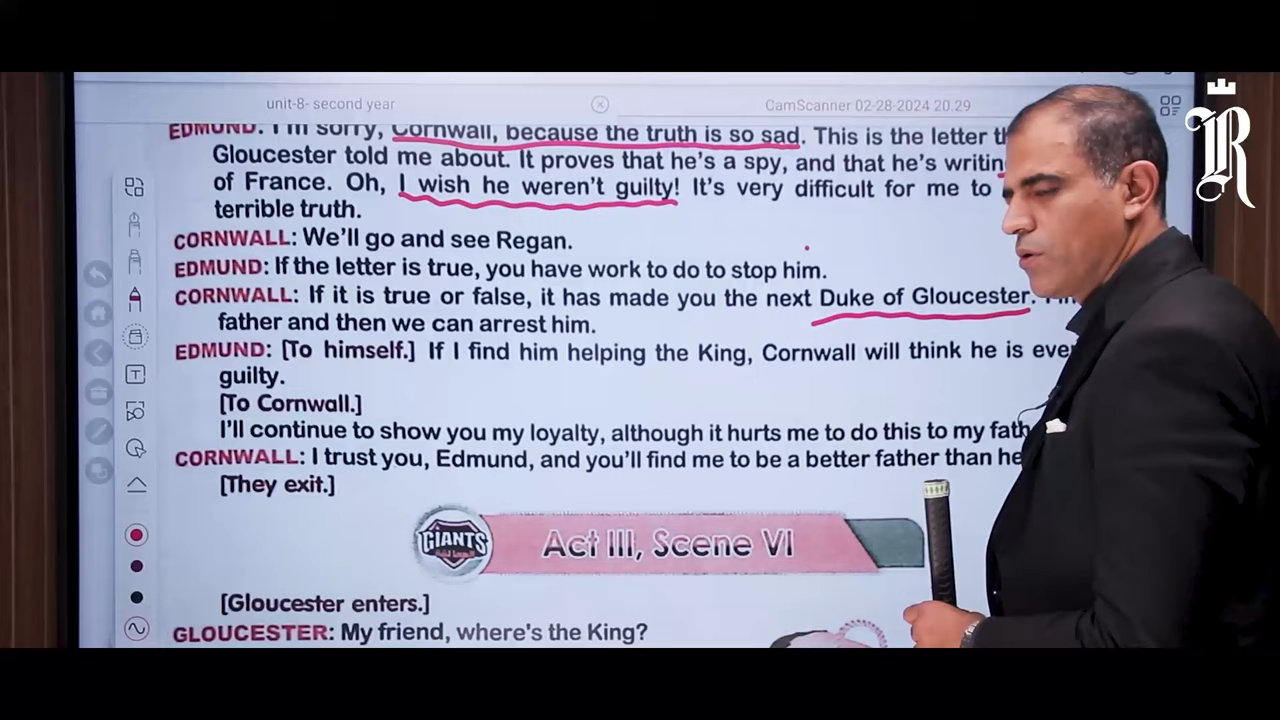 unit-8- second year
CamScanner 02-28-2024 20.29
EDMUND: I'm sorry, Cornwall, because the truth is so sad. This is the letter
Gloucester told me about. It proves that he's a spy, and that he's
of France. Oh, I wish he weren't guilty! It's very difficult for me to
terrible truth.
CORNWALL: We'll go and see Regan.
EDMUND: If the letter is true, you have work to do to stop him.
CORNWALL: If it is true or false, it has made you the next Duke of Gloucester.
father and then we can arrest him.
EDMUND: [To himself.] If I find him helping the King, Cornwall will think he is
guilty.
[To Cornwall.]
I'll continue to show you my loyalty, although it hurts me to do this to my
CORNWALL: I trust you, Edmund, and you'll find me to be a better father than he
[They exit.]
GIANTS
Act III, Scene VI
[Gloucester enters.]
GLOUCESTER: My friend, where's the King?